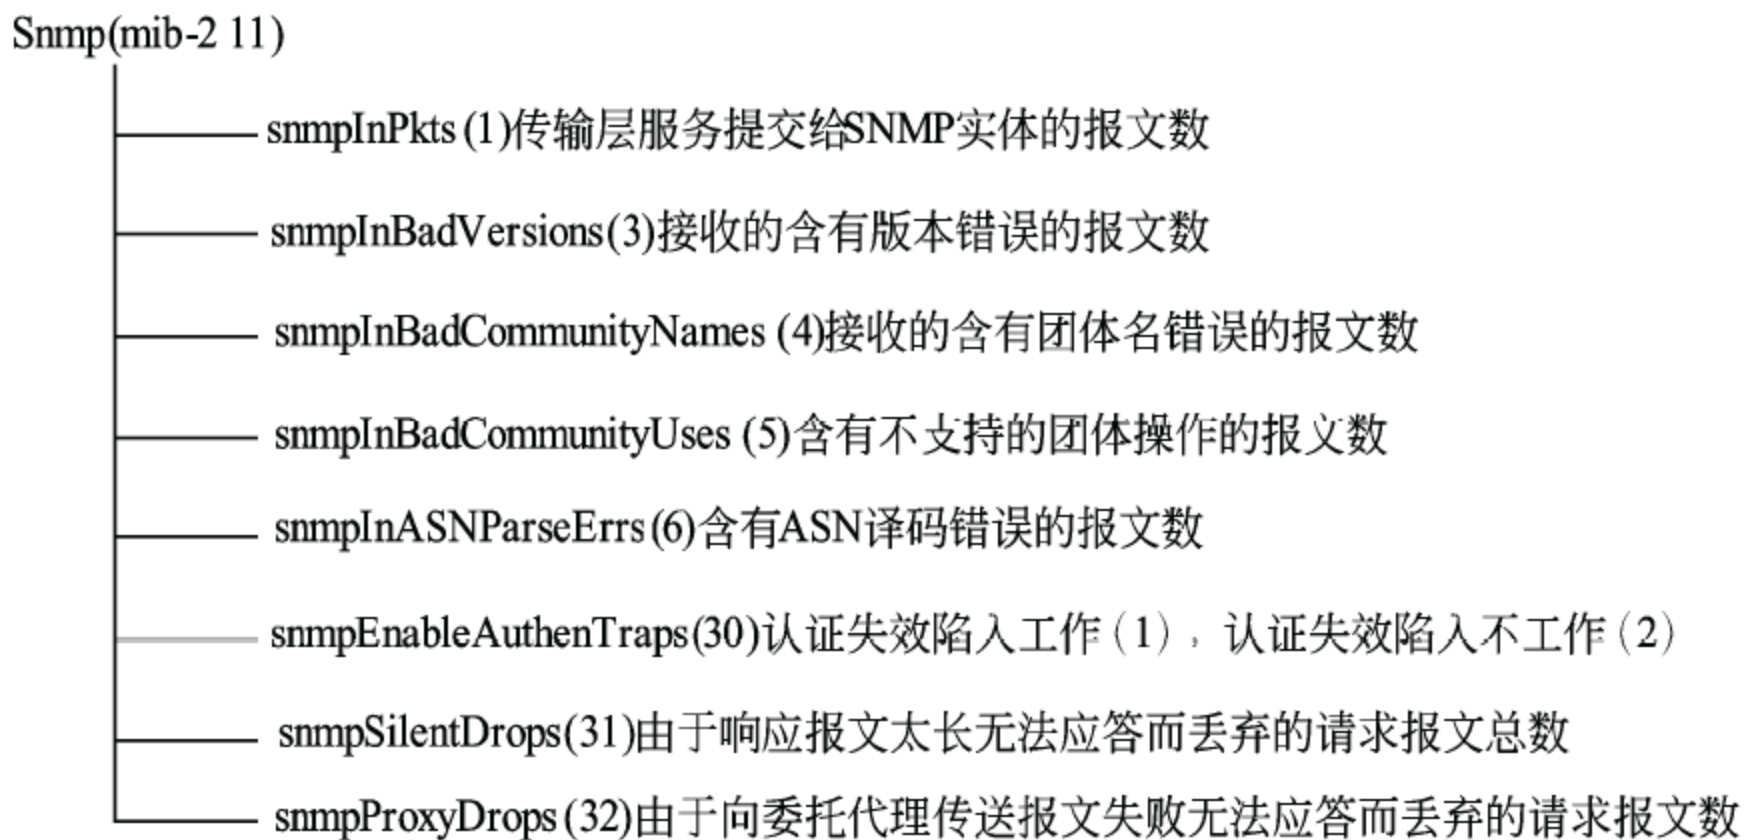 Snmp(mib-2 11)
snmpInPkts (1)传输层服务提交给SNMP实体的报文数
snmpInBadVersions(3)接收的含有版本错误的报文数
snmpInBadCommunityNames (4)接收的含有团体名错误的报文数
snmpInBadCommunityUses (5)含有不支持的团体操作的报文数
snmpInASNParseErrs(6)含有ASN译码错误的报文数
snmpEnableAuthenTraps(30)认证失效陷入工作（1），认证失效陷入不工作（2）
snmpSilentDrops(31)由于响应报文太长无法应答而丢弃的请求报文总数
snmpProxyDrops (32)由于向委托代理传送报文失败无法应答而丢弃的请求报文数